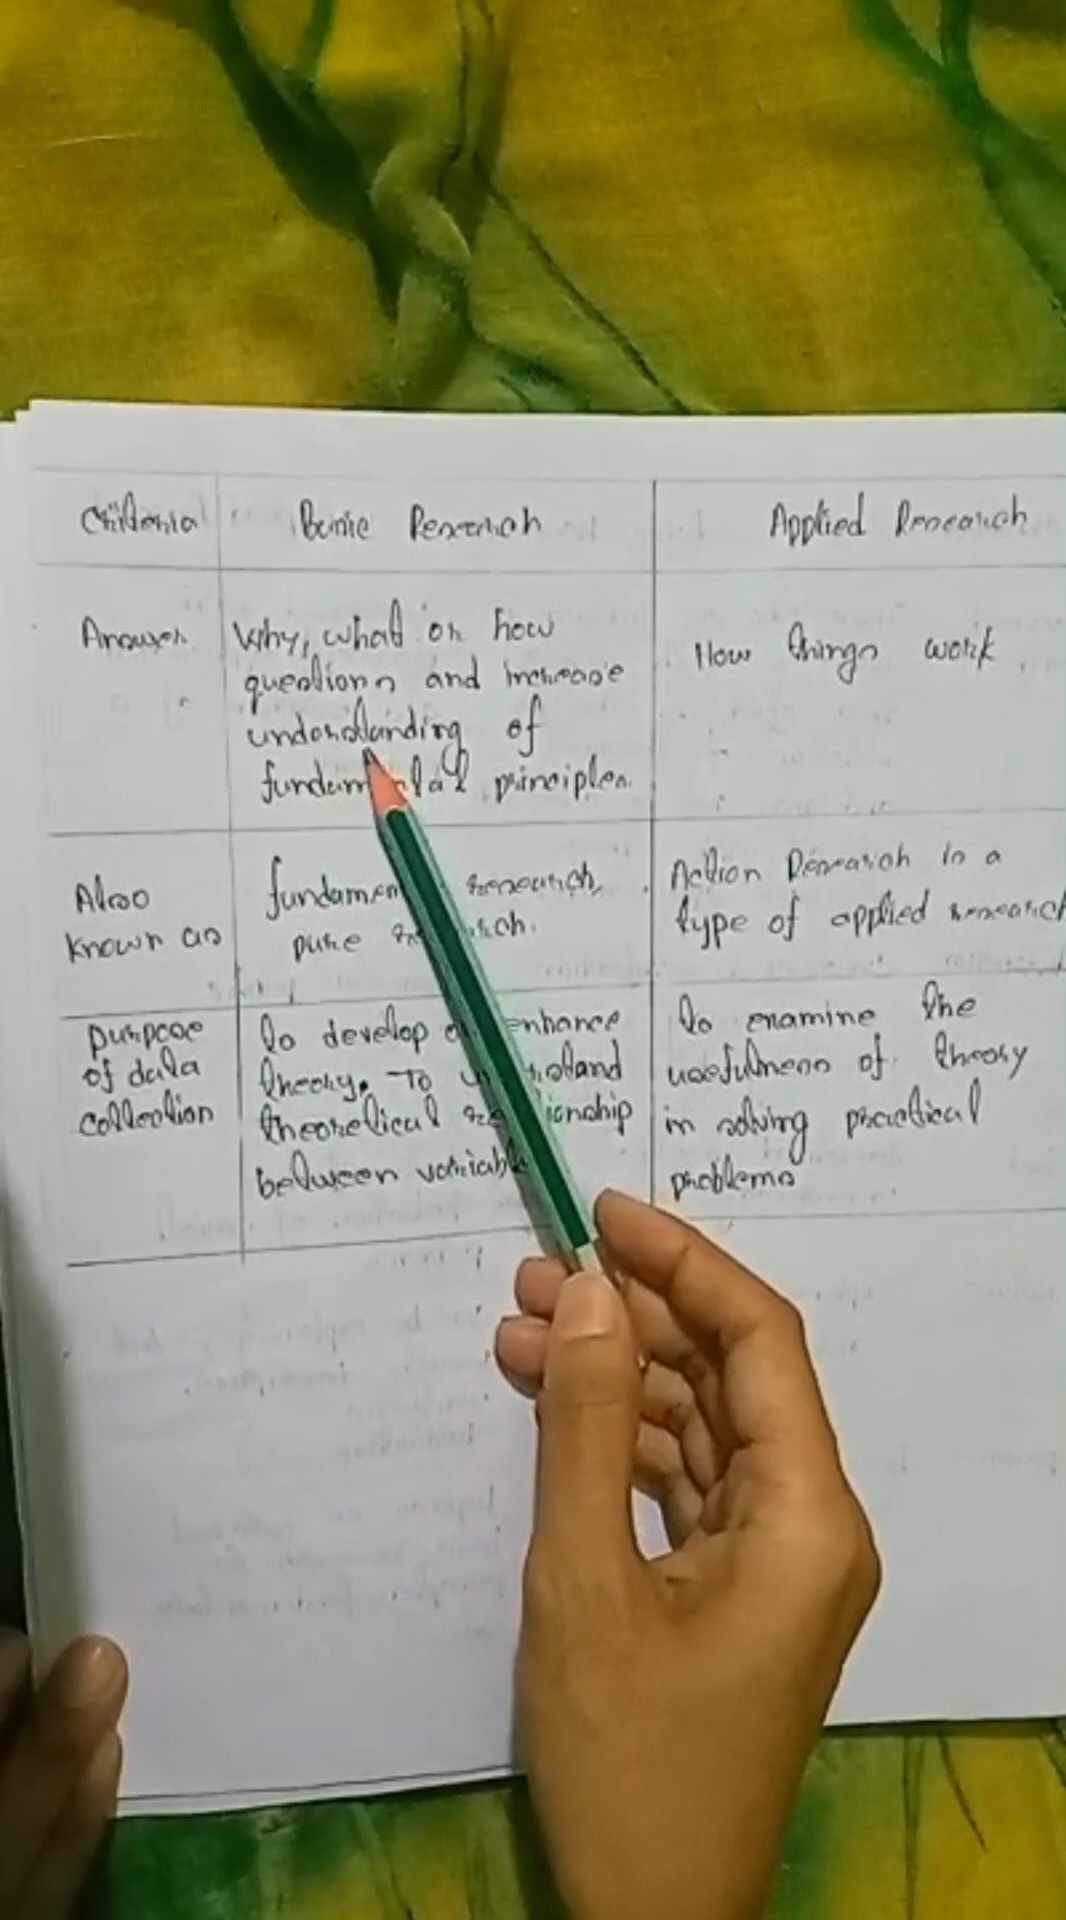 Criteria Basic Research Applied Research
Answer
Why, what or how
questions and increase
understanding of
fundamental principles.
How things work
Also
known as
fundamen research,
pure
Action Research is a
type of applied research
purpose
of data
collection
To develop enhance
theory. To
theoretical
between variable
To examine the
usefulness of theory
in solving practical
problems